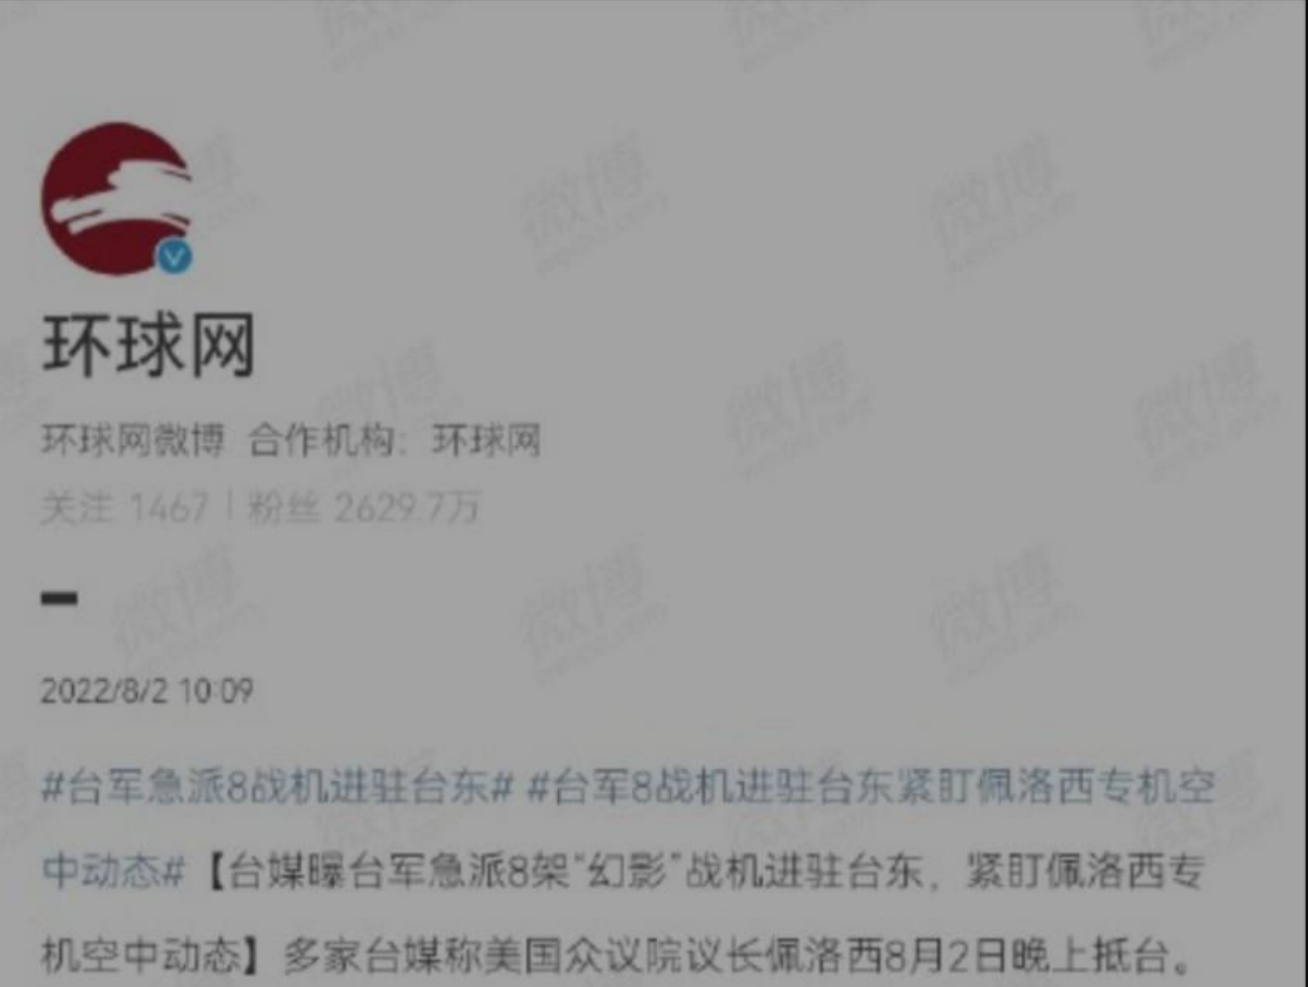 环球网
环球网微博 合作机构：环球网
关注 1467 | 粉丝 2629.7万
2022/8/2 10:09
#台军急派8战机进驻台东# #台军8战机进驻台东紧盯佩洛西专机空
中动态#【台媒曝台军急派8架“幻影”战机进驻台东，紧盯佩洛西专
机空中动态】多家台媒称美国众议院议长佩洛西8月2日晚上抵台。